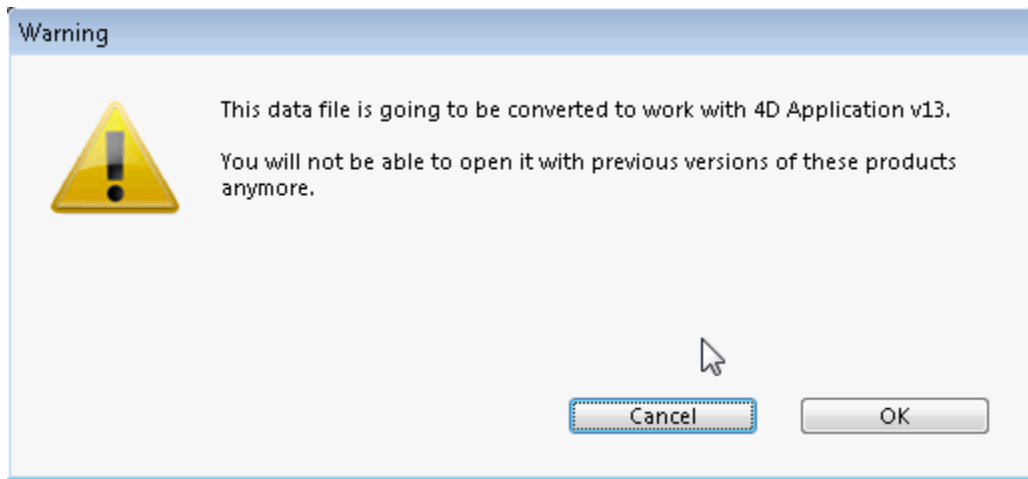 Warning
This data file is going to be converted to work with 4D Application v13.
You will not be able to open it with previous versions of these products
anymore.
Cancel
OK